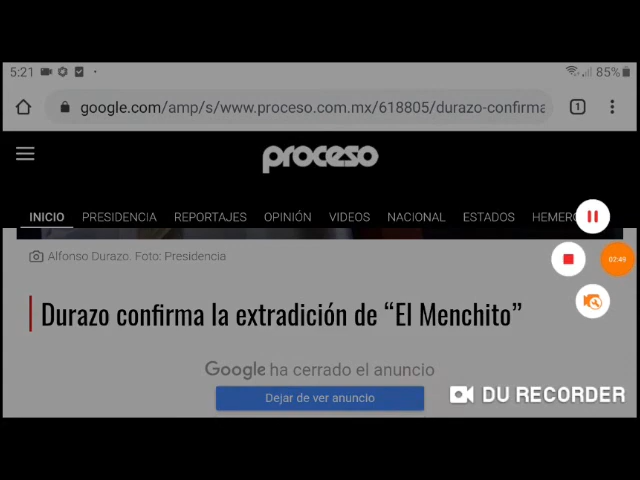 5:21
85%
google.com/amp/s/www.proceso.com.mx/618805/durazo-confirma
1
proceso
INICIO PRESIDENCIA REPORTAJES OPINIÓN VIDEOS NACIONAL ESTADOS HEMERO
02:49
Alfonso Durazo. Foto: Presidencia
Durazo confirma la extradición de “El Menchito”
Google ha cerrado el anuncio
Dejar de ver anuncio
DU RECORDER